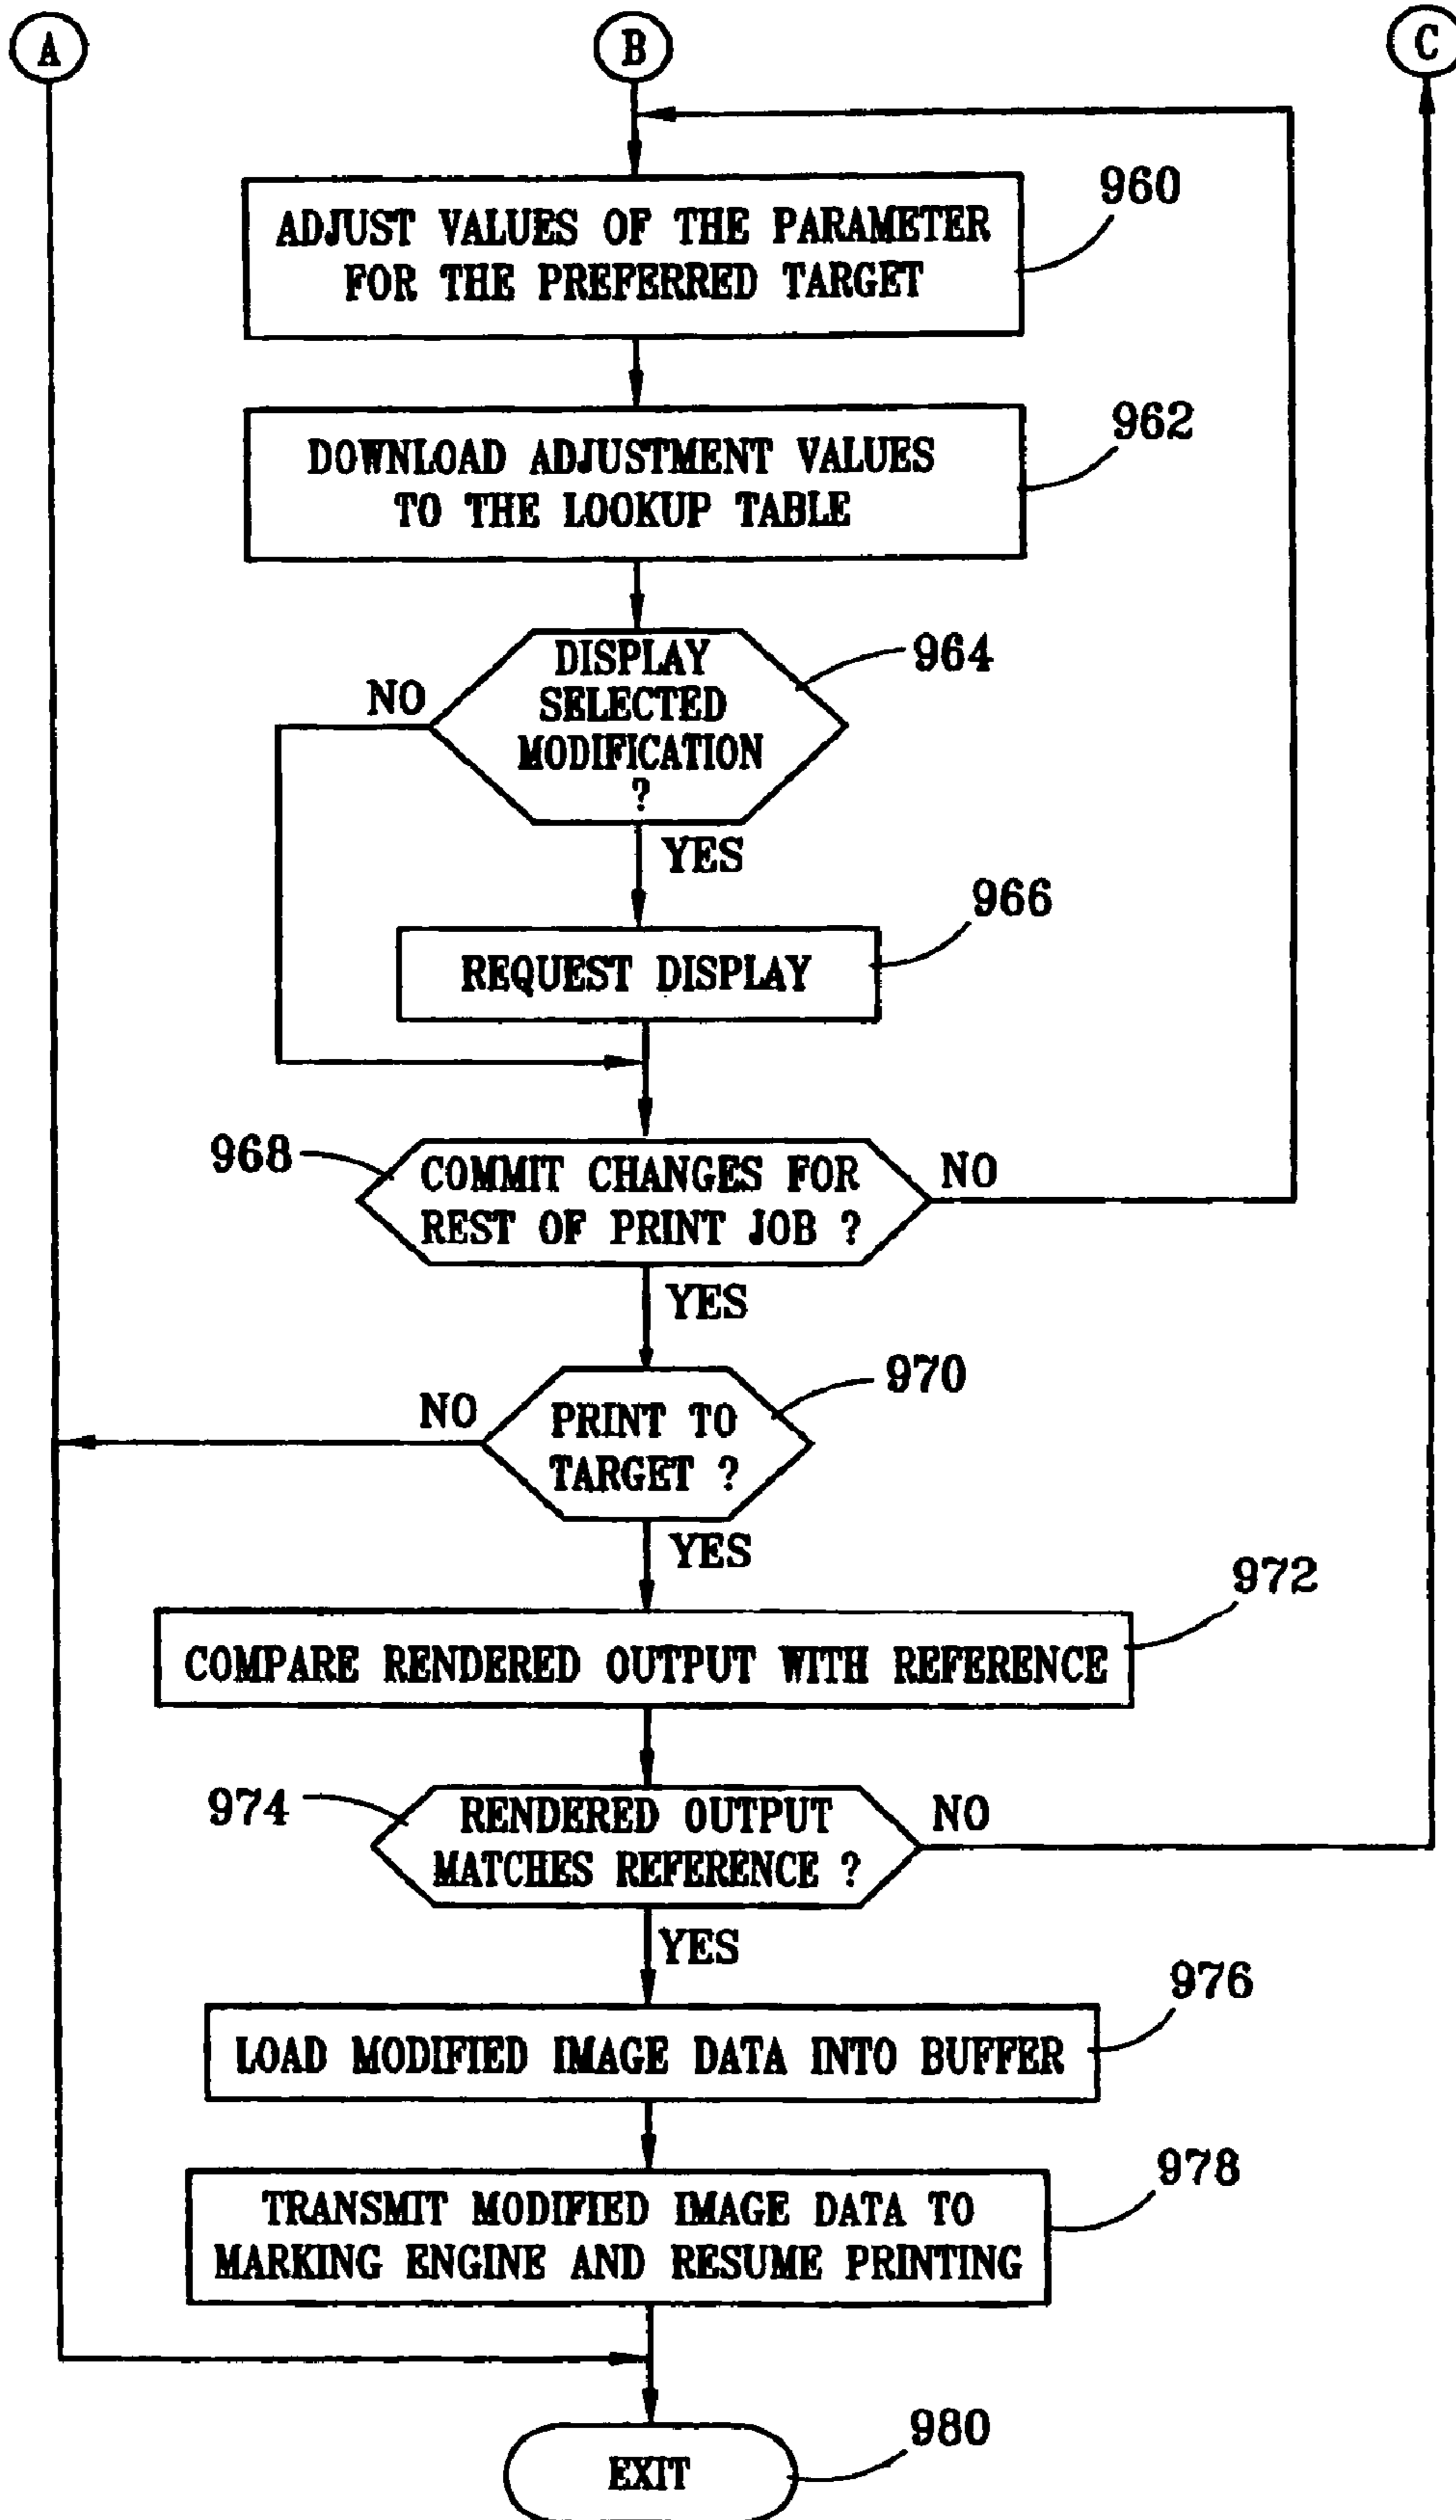 A
B
C
960
ADJUST VALUES OF THE PARAMETER
FOR THE PREFERRED TARGET
962
DOWNLOAD ADJUSTMENT VALUES
TO THE LOOKUP TABLE
964
DISPLAY
SELECTED
MODIFICATION
?
NO
YES
966
REQUEST DISPLAY
968
COMMIT CHANGES FOR
REST OF PRINT JOB ?
NO
YES
970
PRINT TO
TARGET ?
NO
YES
972
COMPARE RENDERED OUTPUT WITH REFERENCE
974
RENDERED OUTPUT
MATCHES REFERENCE ?
NO
YES
976
LOAD MODIFIED IMAGE DATA INTO BUFFER
978
TRANSMIT MODIFIED IMAGE DATA TO
MARKING ENGINE AND RESUME PRINTING
980
EXIT